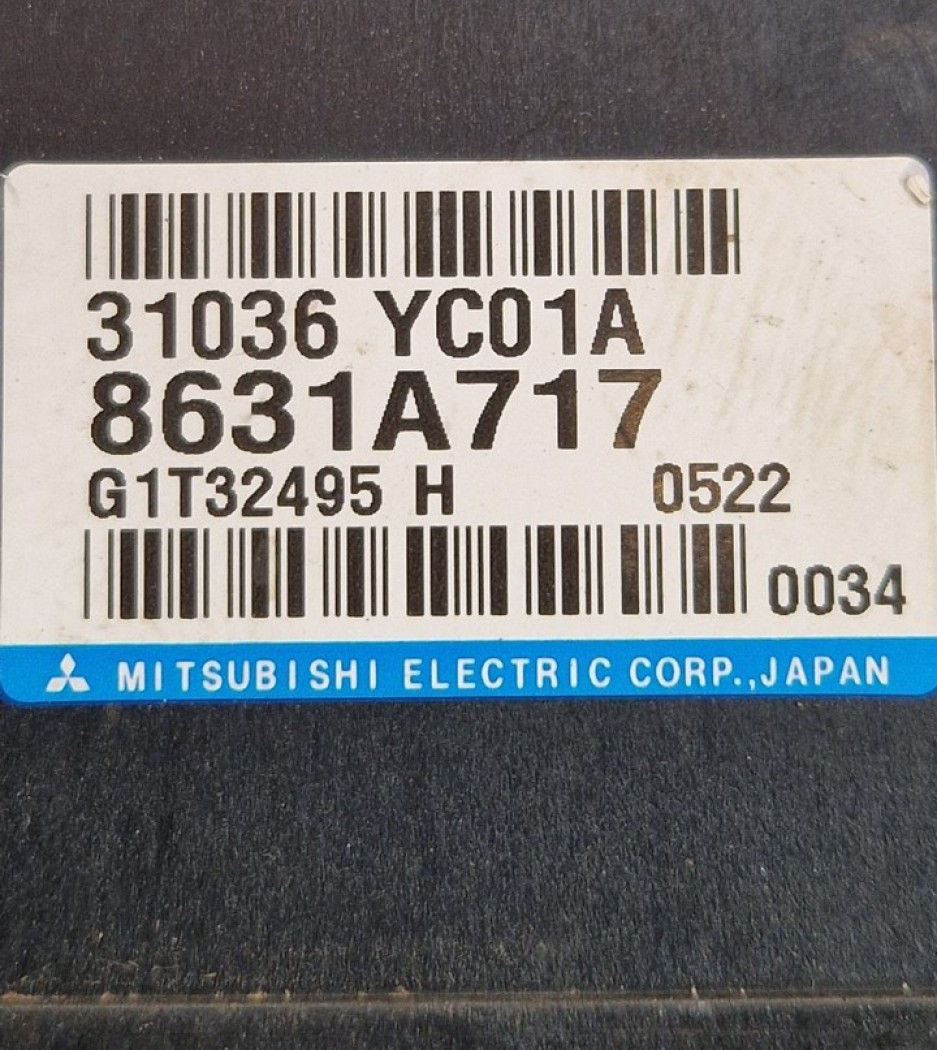 31036 YC01A
8631A717
G1T32495 H 0522
0034
MITSUBISHI ELECTRIC CORP.,JAPAN